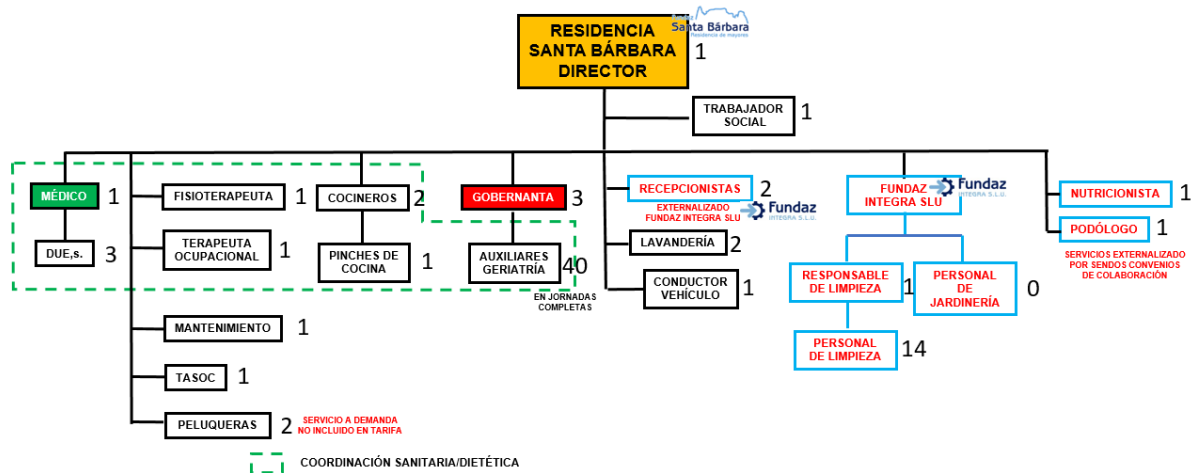 Fundaz
Santa Bárbara
Residencia de mayores
RESIDENCIA
SANTA BÁRBARA
DIRECTOR
1
TRABAJADOR
SOCIAL
1
MÉDICO
1
FISIOTERAPEUTA
1
COCINEROS
2
GOBERNANTA
3
RECEPCIONISTAS
2
EXTERNALIZADO
FUNDAZ INTEGRA SLU
Fundaz
INTEGRA S.L.U.
FUNDAZ
INTEGRA SLU
Fundaz
INTEGRA S.L.U.
NUTRICIONISTA
1
PODÓLOGO
1
SERVICIOS EXTERNALIZADO
POR SENDOS CONVENIOS
DE COLABORACIÓN
DUE,s.
3
TERAPEUTA
OCUPACIONAL
1
PINCHES DE
COCINA
1
AUXILIARES
GERIATRÍA
40
EN JORNADAS
COMPLETAS
LAVANDERÍA
2
CONDUCTOR
VEHÍCULO
1
RESPONSABLE
DE LIMPIEZA
1
PERSONAL
DE
JARDINERÍA
0
PERSONAL
DE LIMPIEZA
14
MANTENIMIENTO
1
TASOC
1
PELUQUERAS
2
SERVICIO A DEMANDA
NO INCLUIDO EN TARIFA
COORDINACIÓN SANITARIA/DIETÉTICA